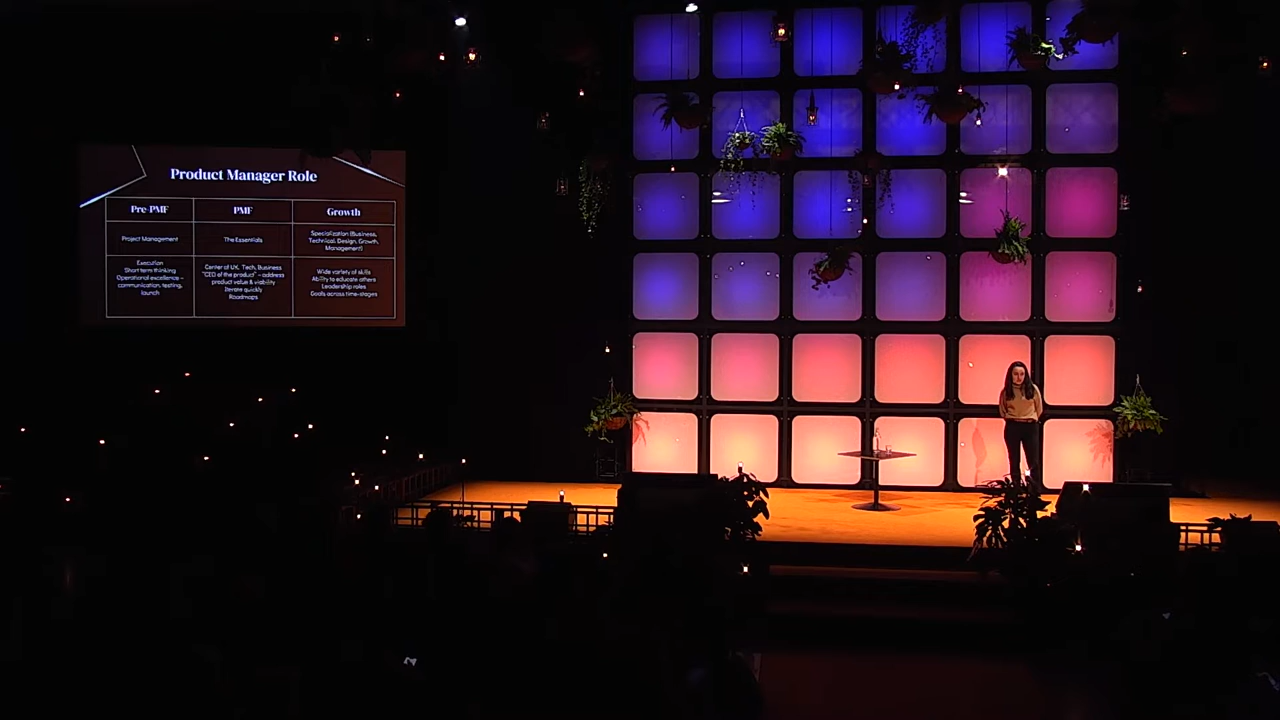 Product Manager Role
Pre-PMF
PMF
Growth
Project Management
The Essentials
Specialization (Business,
Technical, Design, Growth,
Management)
Execution
Short term thinking
Operational excellence -
communication, testing,
launch
Center of UX, Tech, Business
"CEO of the product" - address
product value & viability
Iterate quickly
Roadmaps
Wide variety of skills
Ability to educate others
Leadership roles
Goals across time-stages